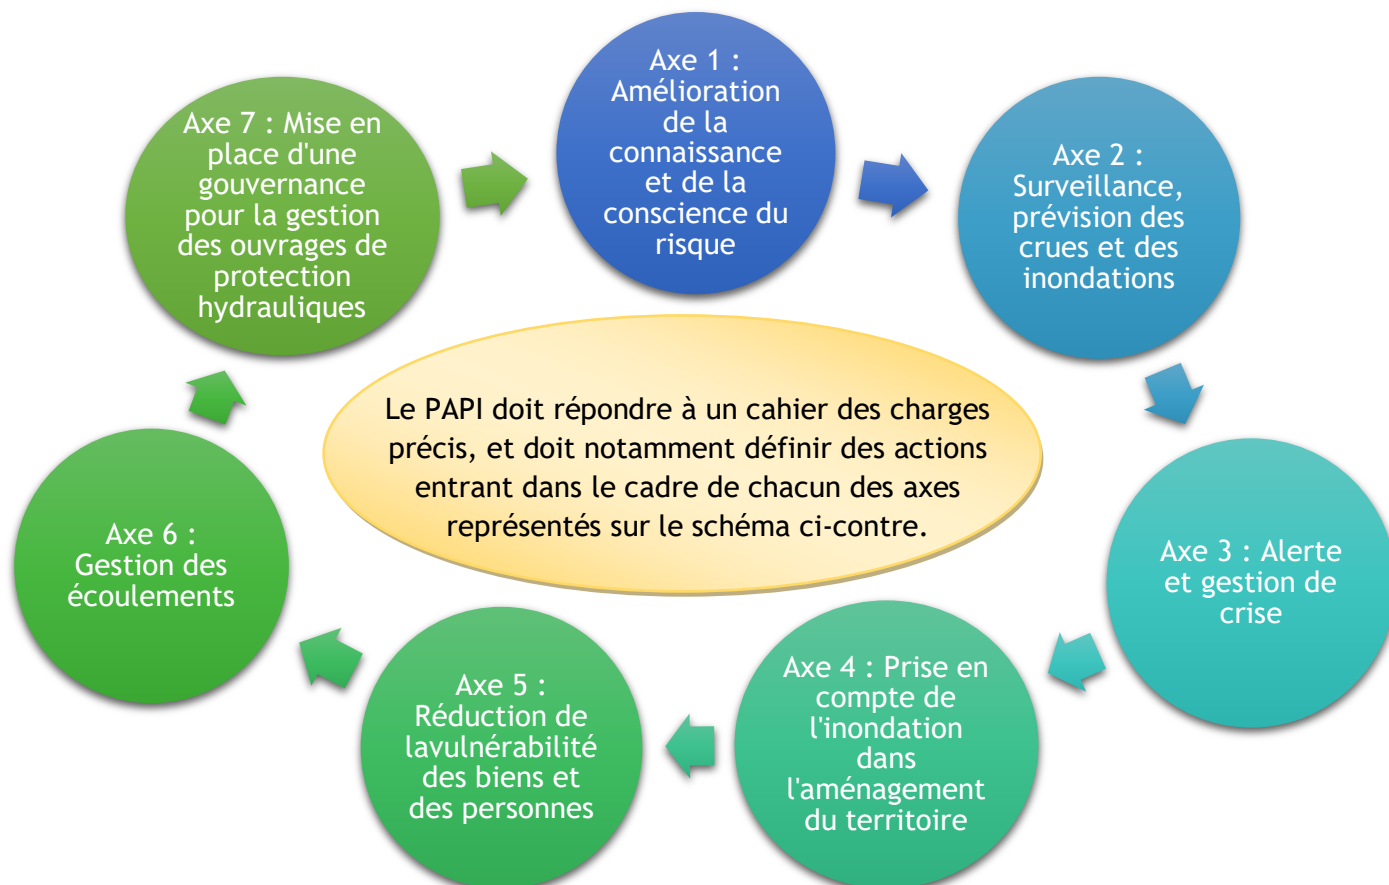 Axe 1 :
Amélioration
de la
connaissance
et de la
conscience du
risque
Axe 2 :
Surveillance,
prévision des
crues et des
inondations
Axe 3 : Alerte
et gestion de
crise
Axe 4 : Prise en
compte de
l'inondation
dans
l'aménagement
du territoire
Axe 5 :
Réduction de
lavulnérabilité
des biens et
des personnes
Axe 6 :
Gestion des
écoulements
Axe 7 : Mise en
place d'une
gouvernance
pour la gestion
des ouvrages de
protection
hydrauliques
Le PAPI doit répondre à un cahier des charges
précis, et doit notamment définir des actions
entrant dans le cadre de chacun des axes
représentés sur le schéma ci-contre.